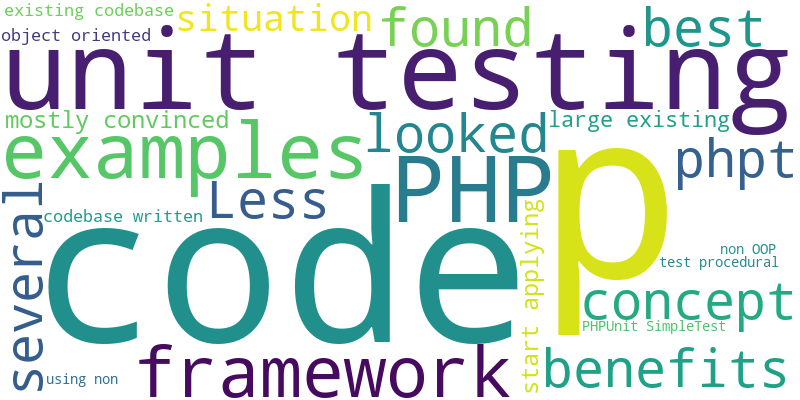 existing codebase
object oriented
situation
found
best
unit testing
mostly convinced
large existing
looked
examples
PHP
phpt
several
Less
codebase written
code
p
start applying
non OOP
test procedural
concept
PHPUnit SimpleTest
using non
framework
benefits